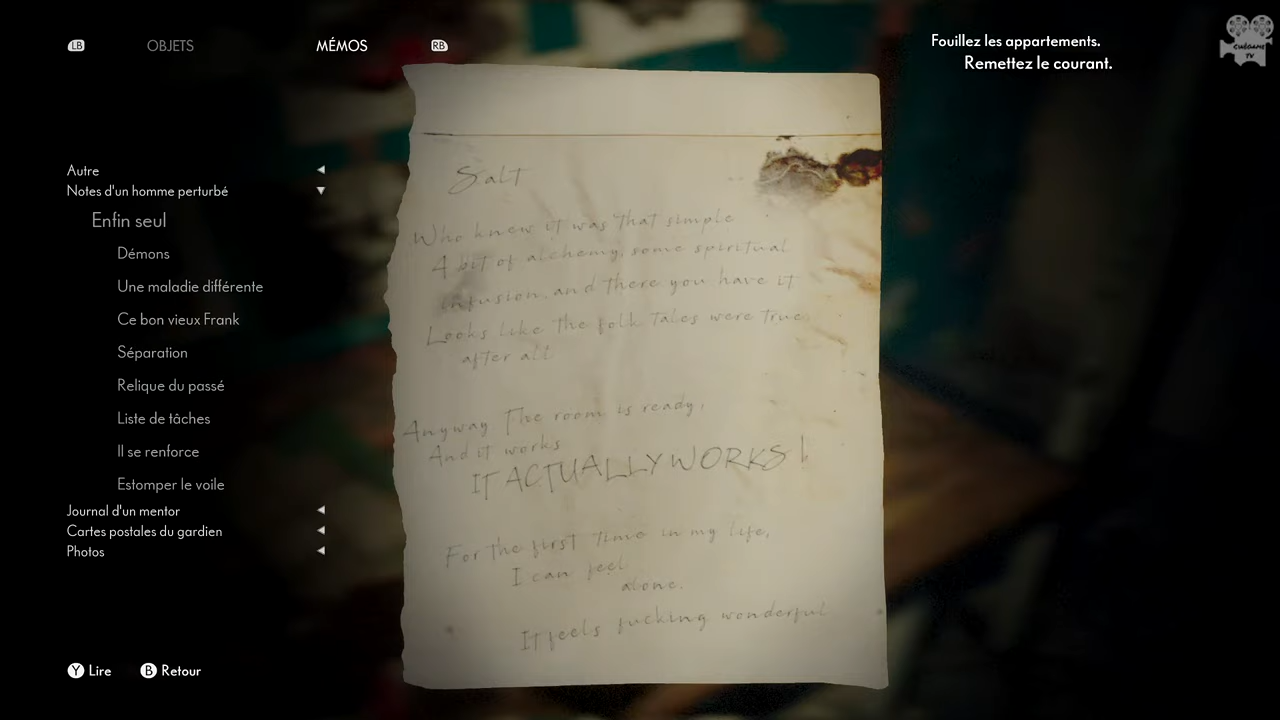 LB
OBJETS
MÉMOS
RB
Fouillez les appartements.
Remettez le courant.
CINÉGAME
TV
Autre
Notes d'un homme perturbé
Enfin seul
Démons
Une maladie différente
Ce bon vieux Frank
Séparation
Relique du passé
Liste de tâches
Il se renforce
Estomper le voile
Journal d'un mentor
Cartes postales du gardien
Photos
Y Lire
B Retour
Salt
Who knew it was that simple
A bit of alchemy, some spiritual
infusion, and there you have it
Looks like the folk tales were true
after all
Anyway. The room is ready,
And it works
IT ACTUALLY WORKS !
For the first time in my life,
I can feel
alone.
It feels fucking wonderful